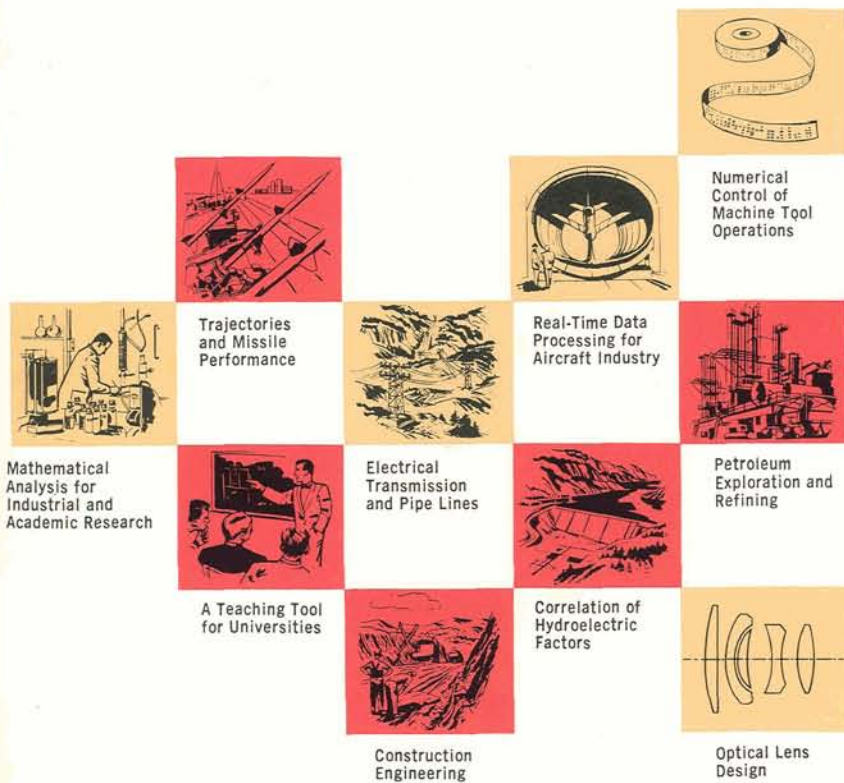 Numerical
Control of
Machine Tool
Operations
Trajectories
and Missile
Performance
Real-Time Data
Processing for
Aircraft Industry
Mathematical
Analysis for
Industrial and
Academic Research
Electrical
Transmission
and Pipe Lines
Petroleum
Exploration and
Refining
A Teaching Tool
for Universities
Correlation of
Hydroelectric
Factors
Construction
Engineering
Optical Lens
Design